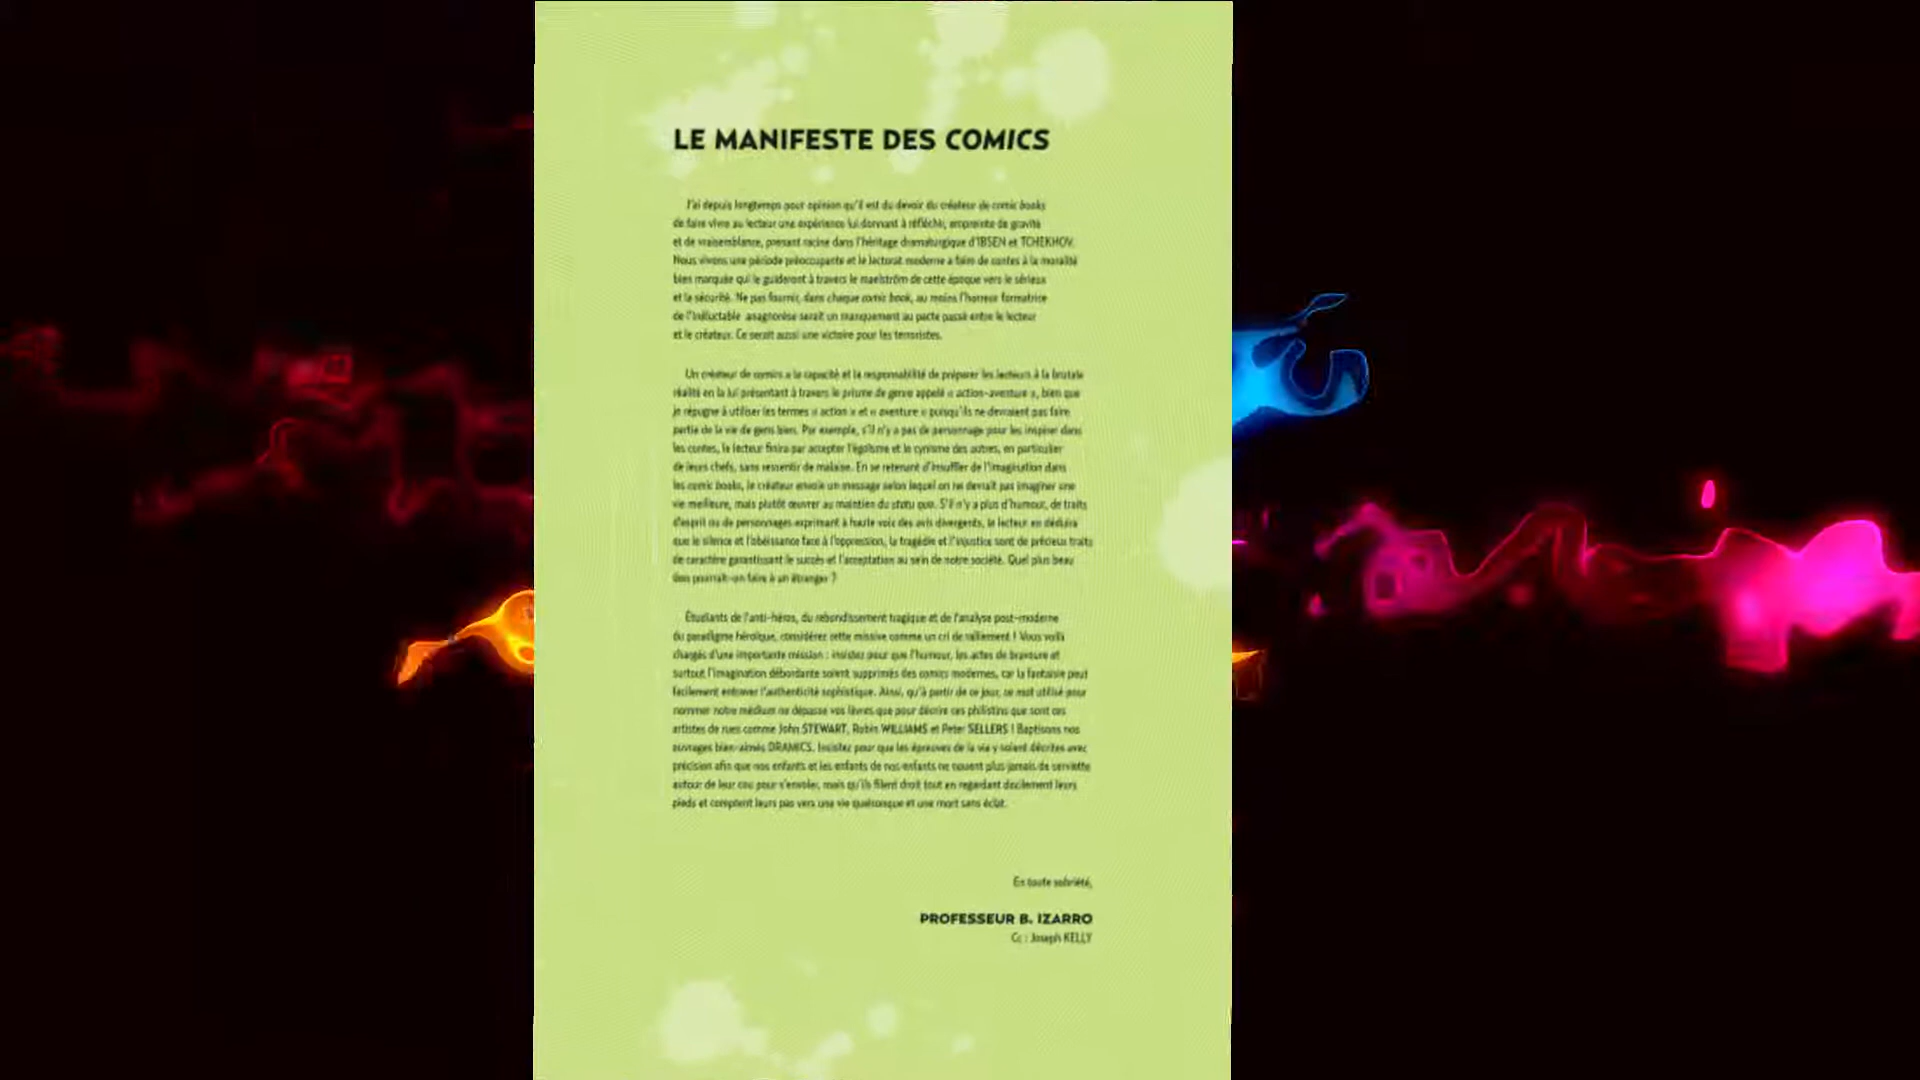 LE MANIFESTE DES COMICS
J'ai depuis longtemps pour opinion qu'il est du devoir du créateur de comic books
de faire vivre au lecteur une expérience lui donnant à réfléchir, empreinte de gravité
et de vraisemblance, prenant racine dans l'héritage dramaturgique d'IBSEN et TCHEKHOV.
Nous vivons une période préoccupante et le lectorat moderne a faim de contes à la moralité
bien marquée qui le guideront à travers le maelström de cette époque vers le sérieux
et la sécurité. Ne pas fournir, dans chaque comic book, au moins l'horreur formatrice
de l'inéluctable anagnorèse serait un manquement au pacte passé entre le lecteur
et le créateur. Ce serait aussi une victoire pour les terroristes.
Un créateur de comics a la capacité et la responsabilité de préparer les lecteurs à la brutale
réalité en la lui présentant à travers le prisme de genre appelé « action-aventure », bien que
je répugne à utiliser les termes « action » et « aventure » puisqu'ils ne devraient pas faire
partie de la vie de gens bien. Par exemple, s'il n'y a pas de personnage pour les inspirer dans
les contes, le lecteur finira par accepter l'égoïsme et le cynisme des autres, en particulier
de leurs chefs, sans ressentir de malaise. En se retenant d'insuffler de l'imagination dans
les comic books, le créateur envoie un message selon lequel on ne devrait pas imaginer une
vie meilleure, mais plutôt œuvrer au maintien du statu quo. S'il n'y a plus d'humour, de traits
d'esprit ou de personnages exprimant à haute voix des avis divergents, le lecteur en déduira
que le silence et l'obéissance face à l'oppression, la tragédie et l'injustice sont de précieux traits
de caractère garantissant le succès et l'acceptation au sein de notre société. Quel plus beau
don pourrait-on faire à un étranger ?
Étudiants de l'anti-héros, du rebondissement tragique et de l'analyse post-moderne
du paradigme héroïque, considérez cette missive comme un cri de ralliement ! Vous voilà
chargés d'une importante mission : insistez pour que l'humour, les actes de bravoure et
surtout l'imagination débordante soient supprimés des comics modernes, car la fantaisie peut
facilement entraver l'authenticité sophistique. Ainsi, qu'à partir de ce jour, ce mot utilisé pour
nommer notre médium ne dépasse vos lèvres que pour décrire ces philistins que sont ces
artistes de rues comme John STEWART, Robin WILLIAMS et Peter SELLERS ! Baptisons nos
ouvrages bien-aimés DRAMICS. Insistez pour que les épreuves de la vie y soient décrites avec
précision afin que nos enfants et les enfants de nos enfants ne nouent plus jamais de serviette
autour de leur cou pour s'envoler, mais qu'ils filent droit tout en regardant docilement leurs
pieds et comptent leurs pas vers une vie quelconque et une mort sans éclat.
En toute sobriété,
PROFESSEUR B. IZARRO
Cc : Joseph KELLY